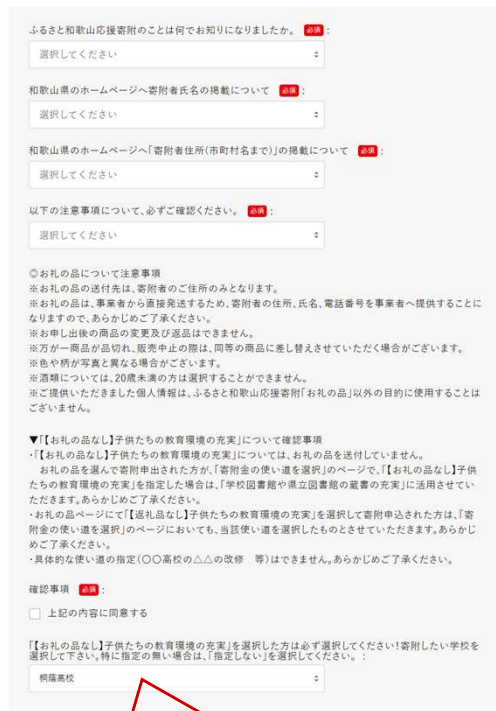 ふるさと和歌山応援寄附のことは何でお知りになりましたか。 必須 :
選択してください
和歌山県のホームページへ寄附者氏名の掲載について 必須 :
選択してください
和歌山県のホームページへ「寄附者住所(市町村名まで)」の掲載について 必須 :
選択してください
以下の注意事項について、必ずご確認ください。 必須 :
選択してください
◎お礼の品について注意事項
※お礼の品の送付先は、寄附者のご住所のみとなります。
※お礼の品は、事業者から直接発送するため、寄附者の住所、氏名、電話番号を事業者へ提供することに
なりますので、あらかじめご了承ください。
※お申し出後の商品の変更及び返品はできません。
※万が一商品が品切れ、販売中止の際は、同等の商品に差し替えさせていただく場合がございます。
※色や柄が写真と異なる場合がございます。
※酒類については、20歳未満の方は選択することができません。
※ご提供いただきました個人情報は、ふるさと和歌山応援寄附「お礼の品」以外の目的に使用することは
ございません。
▼「【お礼の品なし】子供たちの教育環境の充実」について確認事項
・「【お礼の品なし】子供たちの教育環境の充実」については、お礼の品を送付していません。
お礼の品を選んで寄附申出された方が、「寄附金の使い道を選択」のページで、「【お礼の品なし】子供
たちの教育環境の充実」を指定した場合は、「学校図書館や県立図書館の蔵書の充実」に活用させてい
ただきます。あらかじめご了承ください。
・お礼の品ページにて「【返礼品なし】子供たちの教育環境の充実」を選択して寄附申込された方は、「寄
附金の使い道を選択」のページにおいても、当該使い道を選択したものとさせていただきます。あらかじ
めご了承ください。
・具体的な使い道の指定(〇〇高校の△△の改修 等)はできません。あらかじめご了承ください。
確認事項 必須 :
上記の内容に同意する
「【お礼の品なし】子供たちの教育環境の充実」を選択した方は必ず選択してください!寄附したい学校を
選択して下さい。特に指定の無い場合は、「指定しない」を選択してください。 :
桐蔭高校